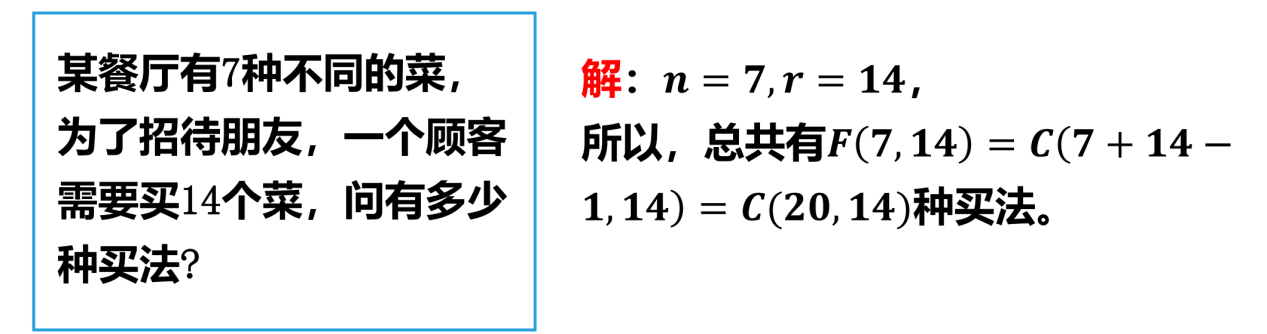 某餐厅有7种不同的菜，
为了招待朋友，一个顾客
需要买14个菜，问有多少
种买法?
解：n = 7, r = 14，
所以，总共有F(7, 14) = C(7 + 14 −
1, 14) = C(20, 14)种买法。